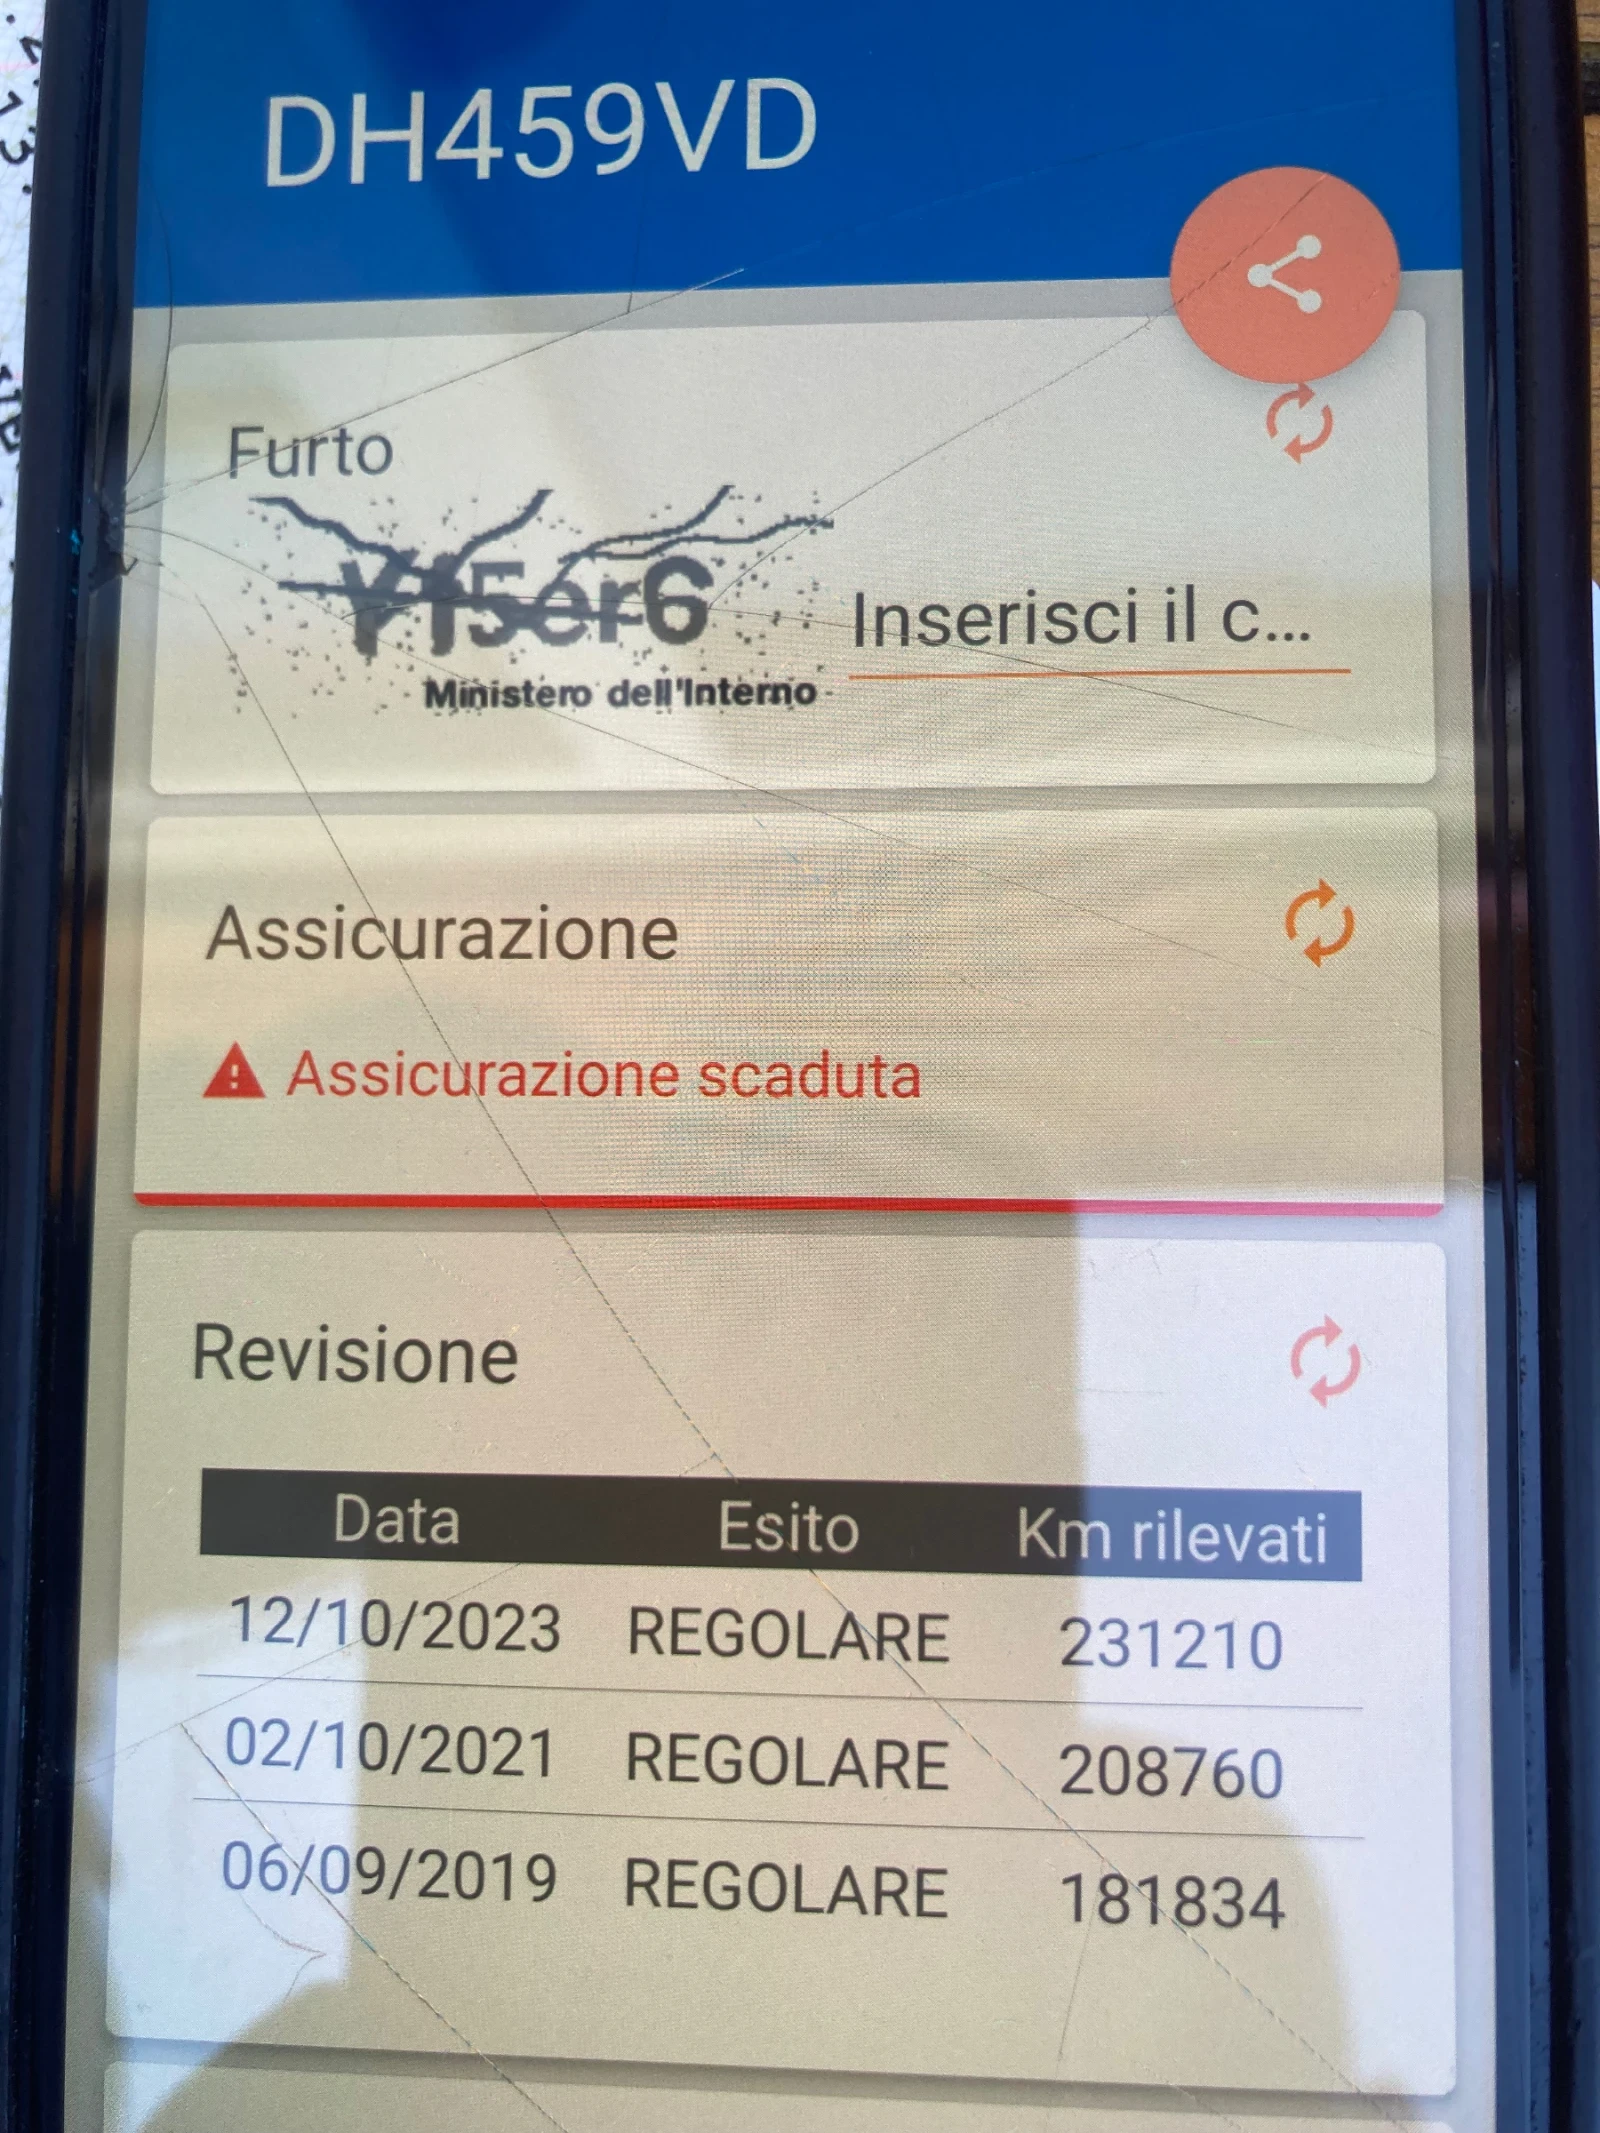 DH459VD
Furto
Ministero dell'Interno
Inserisci il c...
Assicurazione
Assicurazione scaduta
Revisione
Data Esito Km rilevati
12/10/2023 REGOLARE 231210
02/10/2021 REGOLARE 208760
06/09/2019 REGOLARE 181834